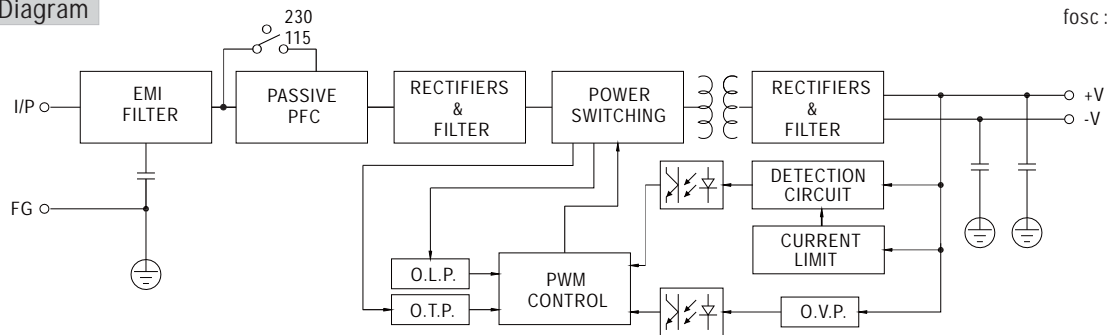 Diagram
fosc :
230
115
I/P
EMI
FILTER
PASSIVE
PFC
RECTIFIERS
&
FILTER
POWER
SWITCHING
RECTIFIERS
&
FILTER
+V
-V
FG
DETECTION
CIRCUIT
CURRENT
LIMIT
O.L.P.
O.T.P.
PWM
CONTROL
O.V.P.